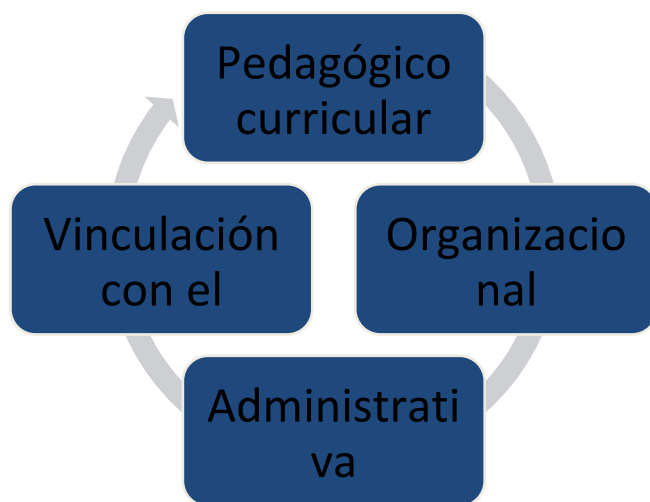 Pedagógico
curricular
Organizacio
nal
Administrati
va
Vinculación
con el